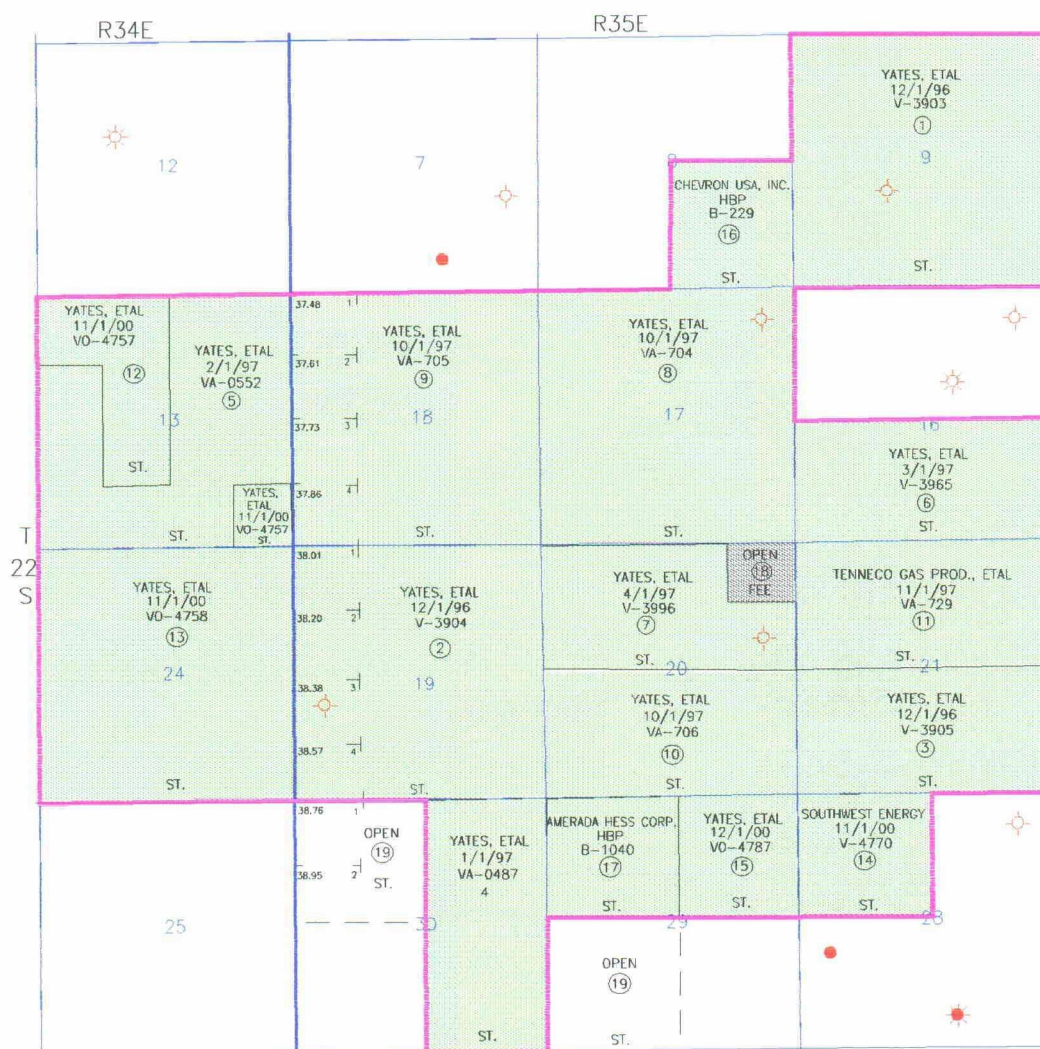 R34E
R35E
YATES, ETAL
12/1/96
V-3903
1
9
ST.
12
7
8
CHEVRON USA, INC.
HBP
B-229
16
ST.
YATES, ETAL
11/1/00
VO-4757
12
13
ST.
YATES, ETAL
2/1/97
VA-0552
5
ST.
YATES,
ETAL
11/1/00
VO-4757
ST.
37.48
1
37.61
2
37.73
3
37.86
4
YATES, ETAL
10/1/97
VA-705
9
18
ST.
YATES, ETAL
10/1/97
VA-704
8
17
ST.
16
YATES, ETAL
3/1/97
V-3965
6
ST.
T
22
S
YATES, ETAL
11/1/00
VO-4758
13
24
ST.
38.01
1
38.20
2
38.38
3
38.57
4
YATES, ETAL
12/1/96
V-3904
2
19
ST.
YATES, ETAL
4/1/97
V-3996
7
ST.
20
OPEN
18
FEE
TENNECO GAS PROD., ETAL
11/1/97
VA-729
11
ST.
21
YATES, ETAL
10/1/97
VA-706
10
ST.
YATES, ETAL
12/1/96
V-3905
3
ST.
25
38.76
1
38.95
2
OPEN
19
ST.
30
YATES, ETAL
1/1/97
VA-0487
4
ST.
AMERADA HESS CORP.
HBP
B-1040
17
ST.
YATES, ETAL
12/1/00
VO-4787
15
ST.
SOUTHWEST ENERGY
11/1/00
V-4770
14
ST.
29
28
OPEN
19
ST.